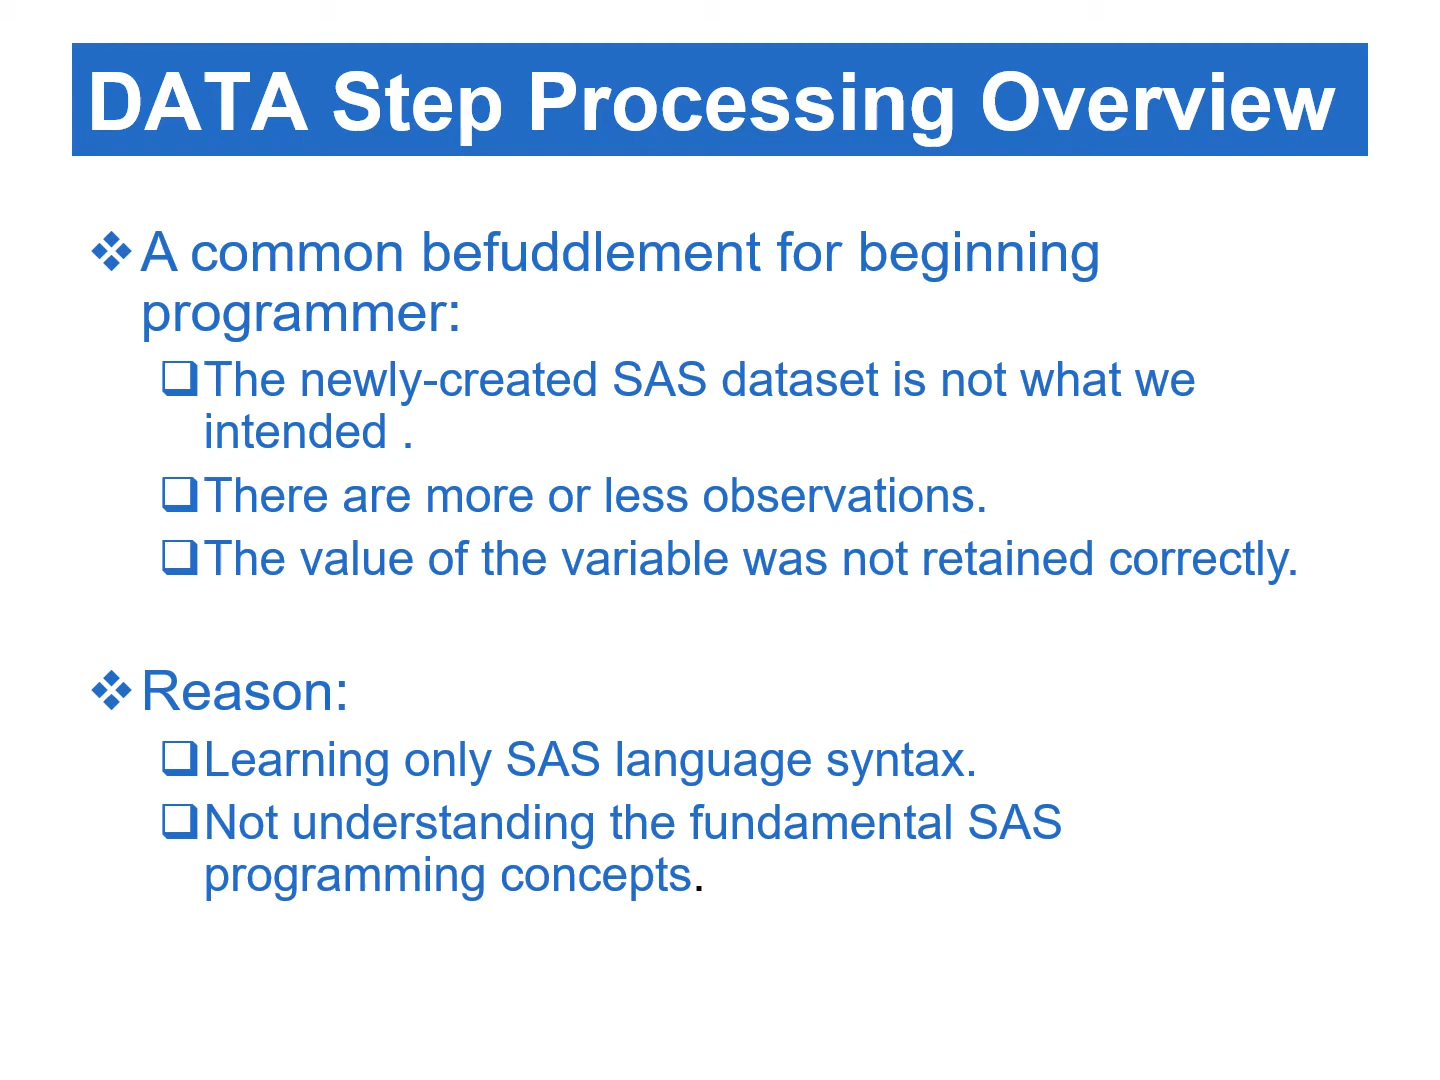 DATA Step Processing Overview
❖A common befuddlement for beginning
programmer:
❑The newly-created SAS dataset is not what we
intended .
❑There are more or less observations.
❑The value of the variable was not retained correctly.
❖Reason:
❑Learning only SAS language syntax.
❑Not understanding the fundamental SAS
programming concepts.